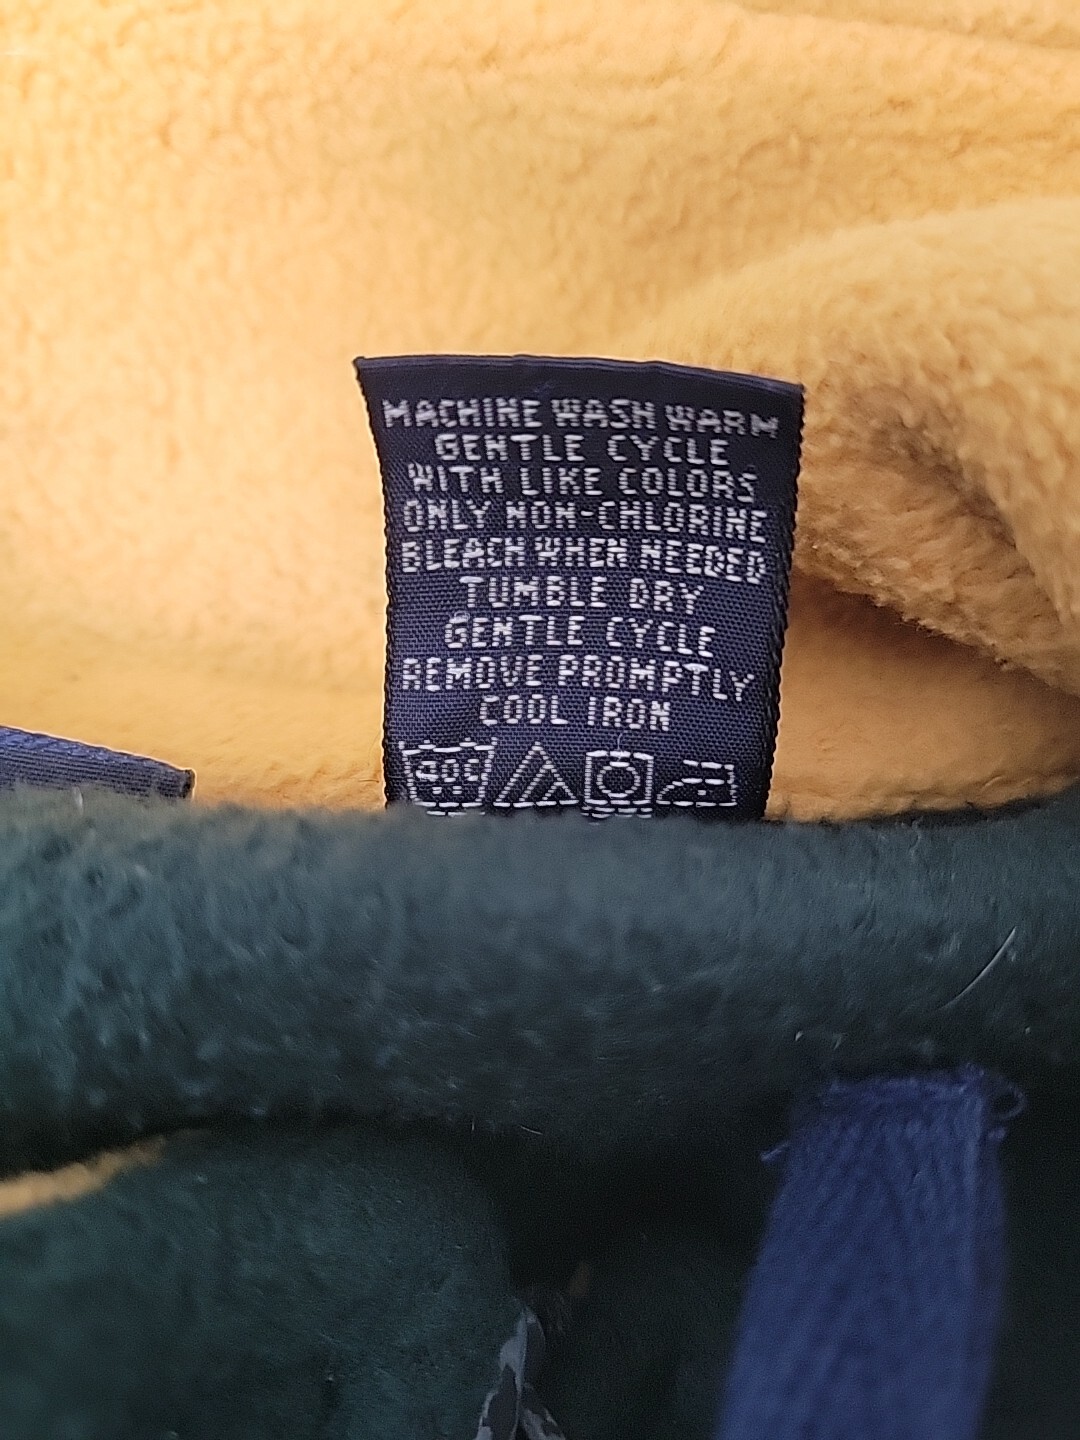 MACHINE WASH WARM
GENTLE CYCLE
WITH LIKE COLORS
ONLY NON-CHLORINE
BLEACH WHEN NEEDED
TUMBLE DRY
GENTLE CYCLE
REMOVE PROMPTLY
COOL IRON
40C